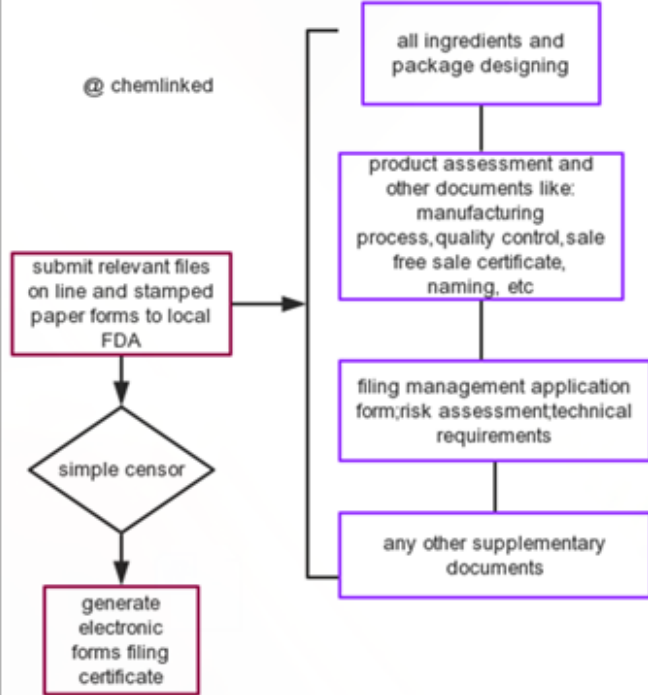 @ chemlinked
all ingredients and
package designing
product assessment and
other documents like:
manufacturing
process,quality control,sale
free sale certificate,
naming, etc
submit relevant files
on line and stamped
paper forms to local
FDA
filing management application
form;risk assessment;technical
requirements
simple censor
any other supplementary
documents
generate
electronic
forms filing
certificate